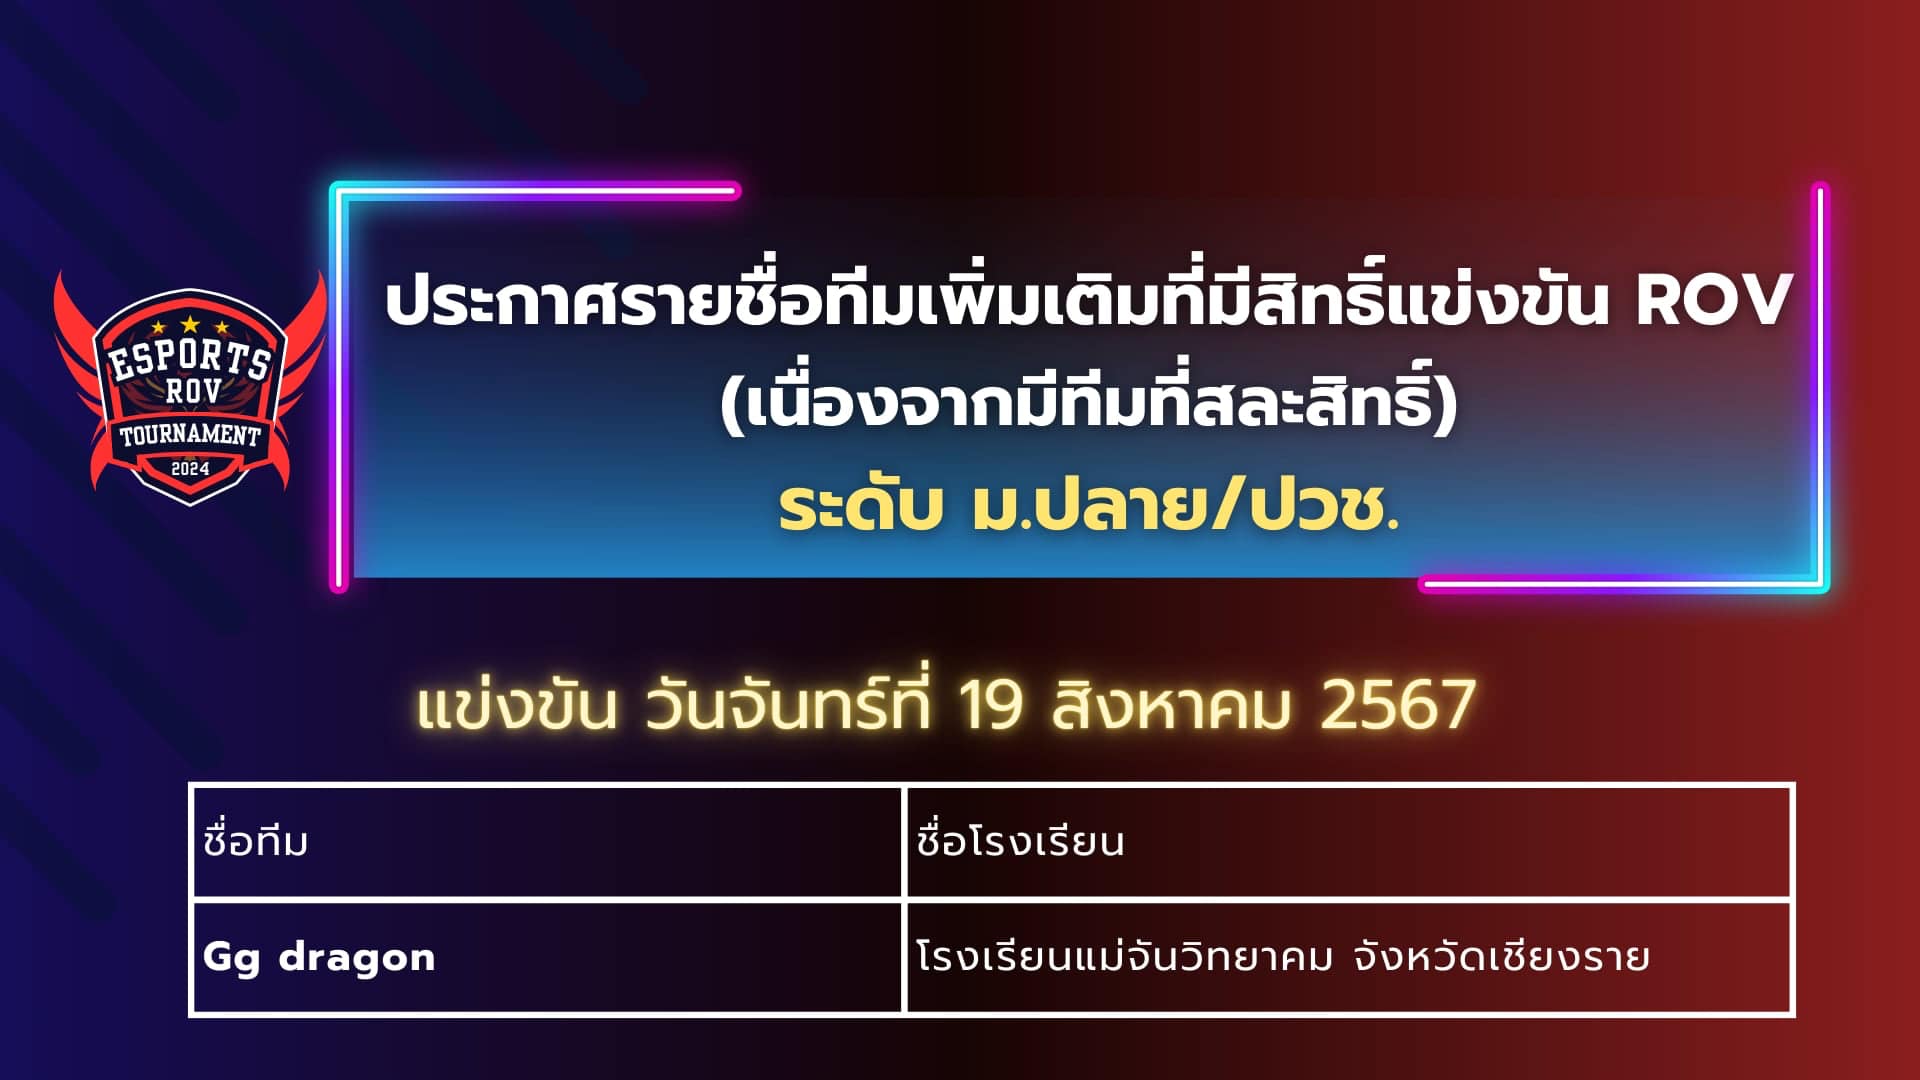 ESPORTS
ROV
TOURNAMENT
2024
ประกาศรายชื่อทีมเพิ่มเติมที่มีสิทธิ์แข่งขัน ROV
(เนื่องจากมีทีมที่สละสิทธิ์)
ระดับ ม.ปลาย/ปวช.
แข่งขัน วันจันทร์ที่ 19 สิงหาคม 2567
ชื่อทีม ชื่อโรงเรียน
Gg dragon โรงเรียนแม่จันวิทยาคม จังหวัดเชียงราย